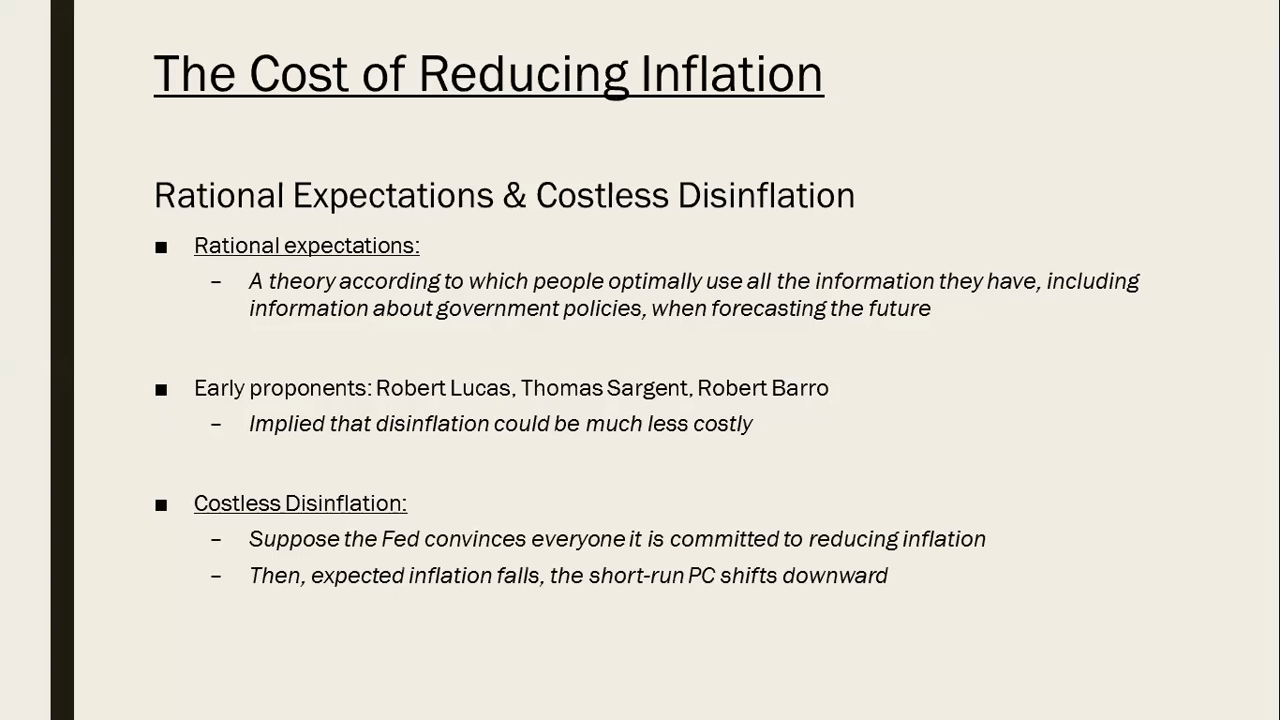 The Cost of Reducing Inflation
Rational Expectations & Costless Disinflation
■ Rational expectations:
– A theory according to which people optimally use all the information they have, including
information about government policies, when forecasting the future
■ Early proponents: Robert Lucas, Thomas Sargent, Robert Barro
– Implied that disinflation could be much less costly
■ Costless Disinflation:
– Suppose the Fed convinces everyone it is committed to reducing inflation
– Then, expected inflation falls, the short-run PC shifts downward